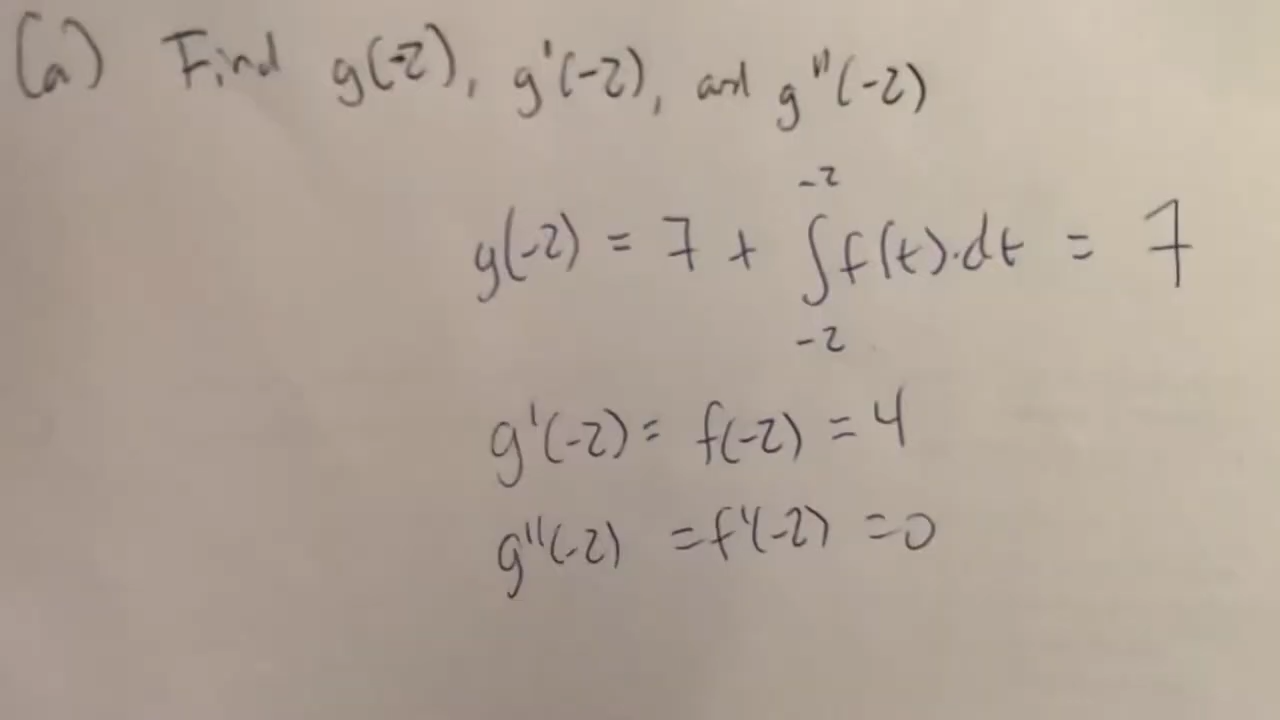 (a) Find g(-2), g'(-2), and g"(-2)
-2
g(-2) = 7 + ∫f(t)·dt = 7
-2
g'(-2) = f(-2) = 4
g"(-2) = f'(-2) = 0